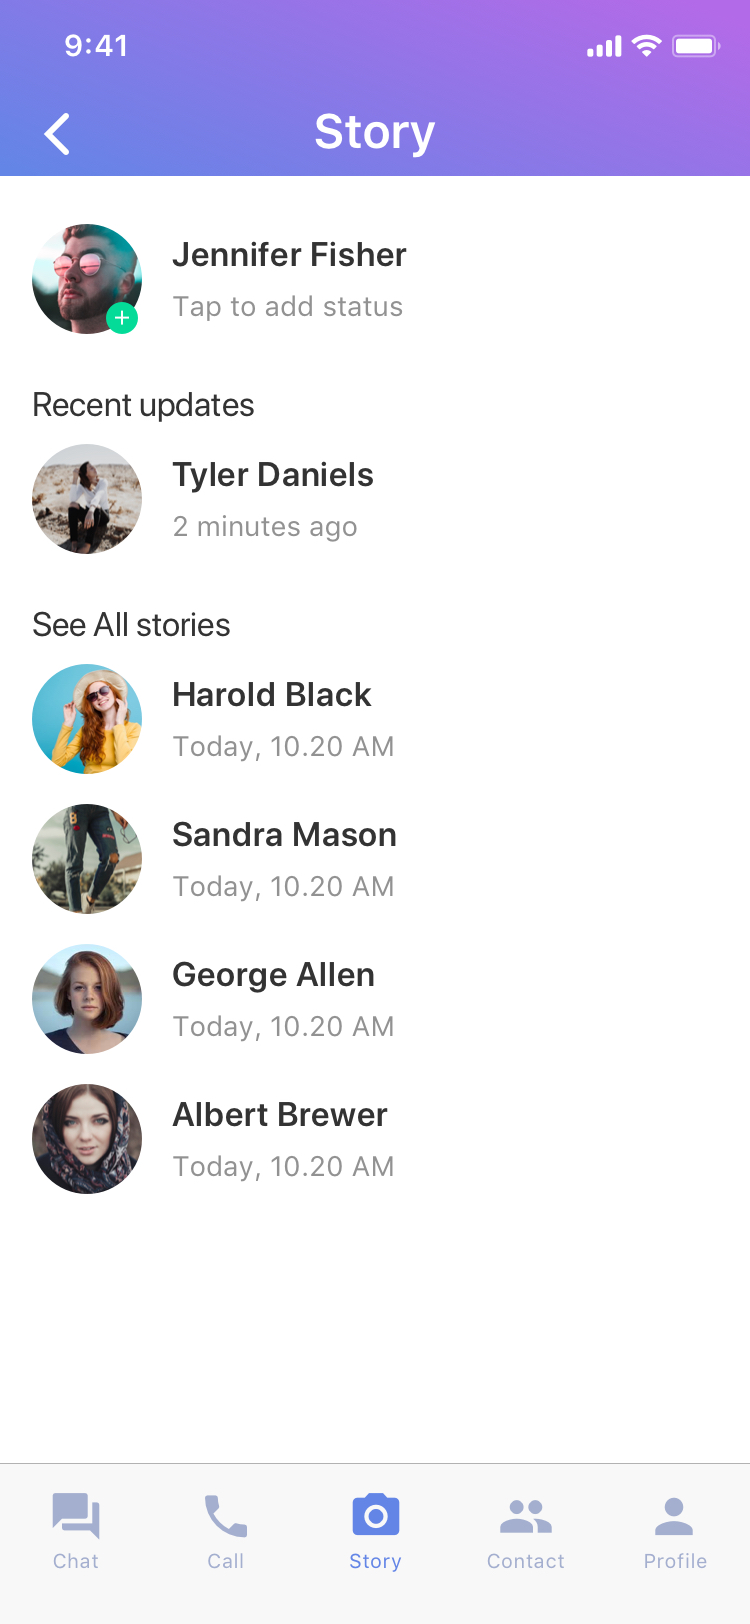 9:41
Story
Jennifer Fisher
Tap to add status
Recent updates
Tyler Daniels
2 minutes ago
See All stories
Harold Black
Today, 10.20 AM
Sandra Mason
Today, 10.20 AM
George Allen
Today, 10.20 AM
Albert Brewer
Today, 10.20 AM
Chat Call Story Contact Profile